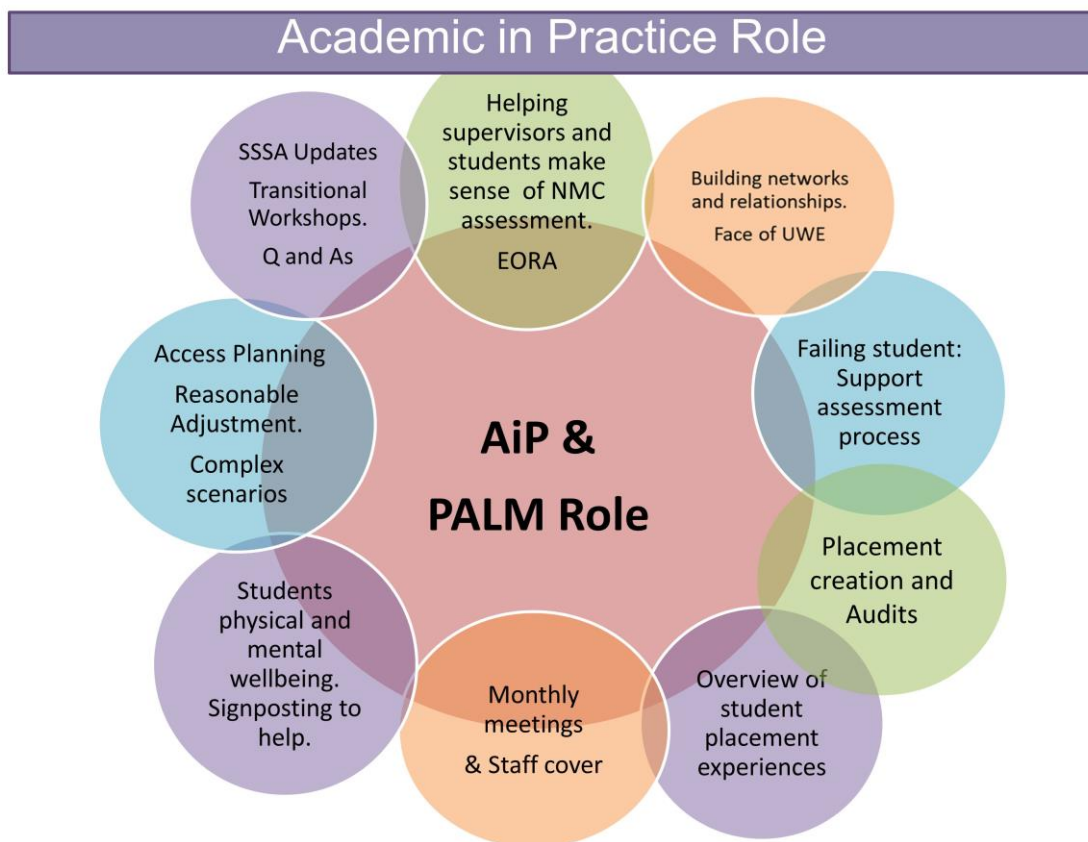 Academic in Practice Role
Helping
supervisors and
students make
sense of NMC
assessment.
EORA
Building networks
and relationships.
Face of UWE
Failing student:
Support
assessment
process
Placement
creation and
Audits
Overview of
student
placement
experiences
Monthly
meetings
& Staff cover
Students
physical and
mental
wellbeing.
Signposting to
help.
Access Planning
Reasonable
Adjustment.
Complex
scenarios
SSSA Updates
Transitional
Workshops.
Q and As
AiP &
PALM Role